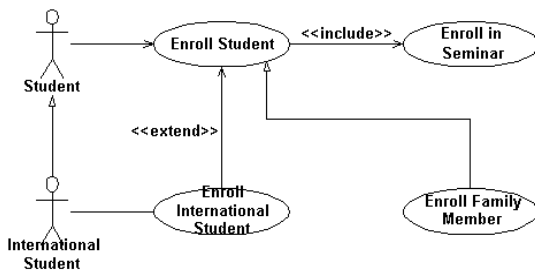 Enroll Student
<<include>>
Enroll in
Seminar
Student
<<extend>>
Enroll
International
Student
Enroll Family
Member
International
Student